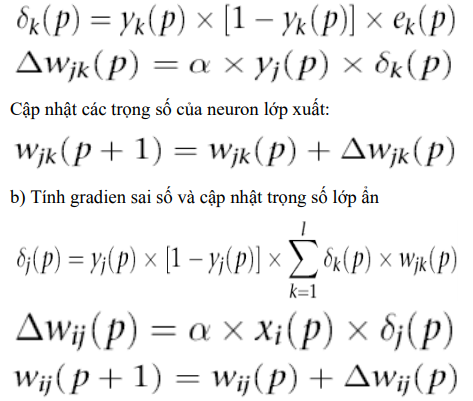 δk(p) = yk(p) × [1 − yk(p)] × ek(p)
Δwjk(p) = α × yj(p) × δk(p)
Cập nhật các trọng số của neuron lớp xuất:
wjk(p + 1) = wjk(p) + Δwjk(p)
b) Tính gradien sai số và cập nhật trọng số lớp ẩn
δj(p) = yj(p) × [1 − yj(p)] × ∑_{k=1}^{l} δk(p) × wjk(p)
Δwij(p) = α × xi(p) × δj(p)
wij(p + 1) = wij(p) + Δwij(p)